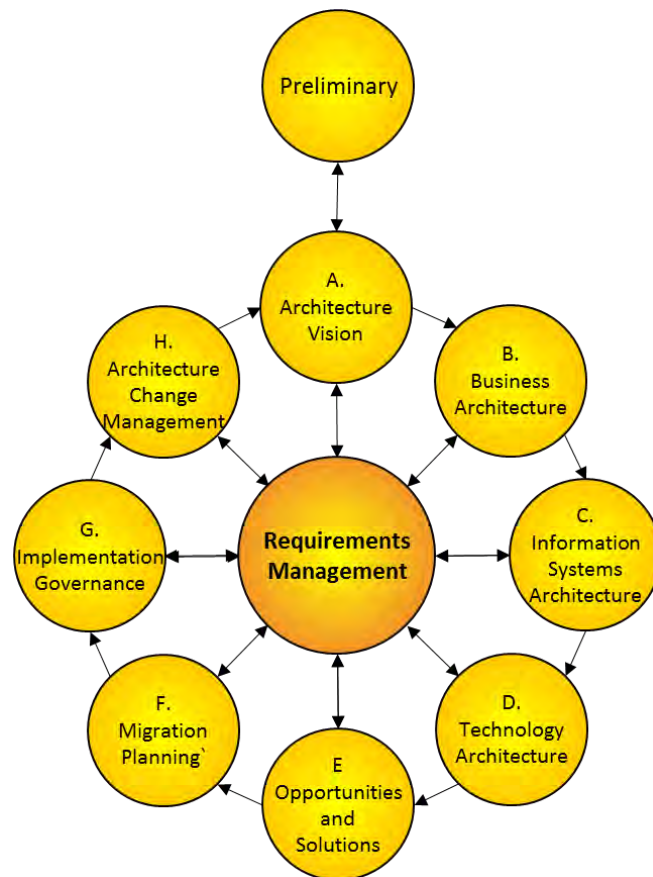 Preliminary
A.
Architecture
Vision
B.
Business
Architecture
C.
Information
Systems
Architecture
D.
Technology
Architecture
E
Opportunities
and
Solutions
F.
Migration
Planning`
G.
Implementation
Governance
H.
Architecture
Change
Management
Requirements
Management